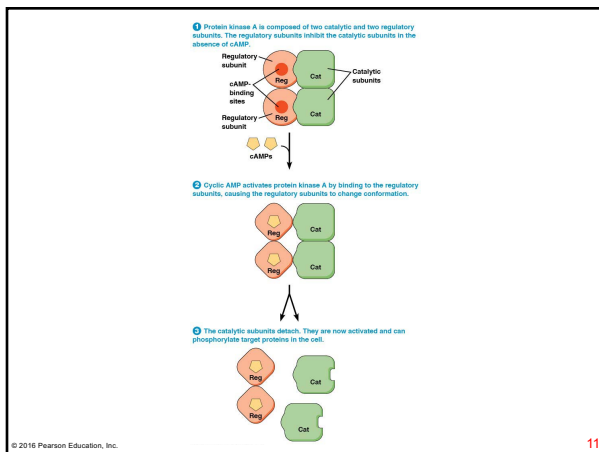 1 Protein kinase A is composed of two catalytic and two regulatory
subunits. The regulatory subunits inhibit the catalytic subunits in the
absence of cAMP.
Regulatory
subunit
Reg
Cat
Catalytic
subunits
cAMP-
binding
sites
Reg
Cat
Regulatory
subunit
cAMPs
2 Cyclic AMP activates protein kinase A by binding to the regulatory
subunits, causing the regulatory subunits to change conformation.
Reg
Cat
Reg
Cat
3 The catalytic subunits detach. They are now activated and can
phosphorylate target proteins in the cell.
Reg
Cat
Reg
Cat
© 2016 Pearson Education, Inc.
11